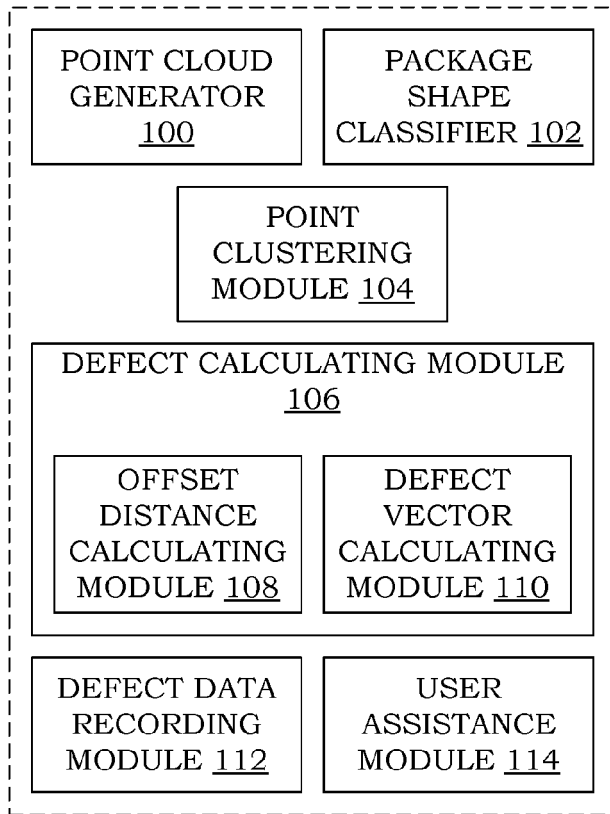 POINT CLOUD
GENERATOR
100
PACKAGE
SHAPE
CLASSIFIER 102
POINT
CLUSTERING
MODULE 104
DEFECT CALCULATING MODULE
106
OFFSET
DISTANCE
CALCULATING
MODULE 108
DEFECT
VECTOR
CALCULATING
MODULE 110
DEFECT DATA
RECORDING
MODULE 112
USER
ASSISTANCE
MODULE 114